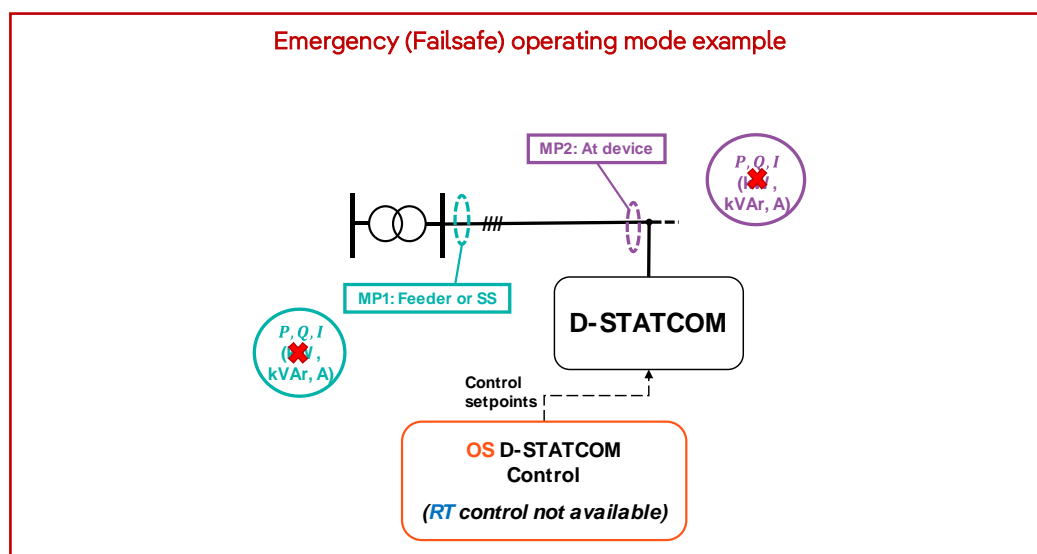 Emergency (Failsafe) operating mode example
MP2: At device
P, Q, I
kVAr, A)
MP1: Feeder or SS
D-STATCOM
P, Q, I
kVAr, A)
Control
setpoints
OS D-STATCOM
Control
(RT control not available)